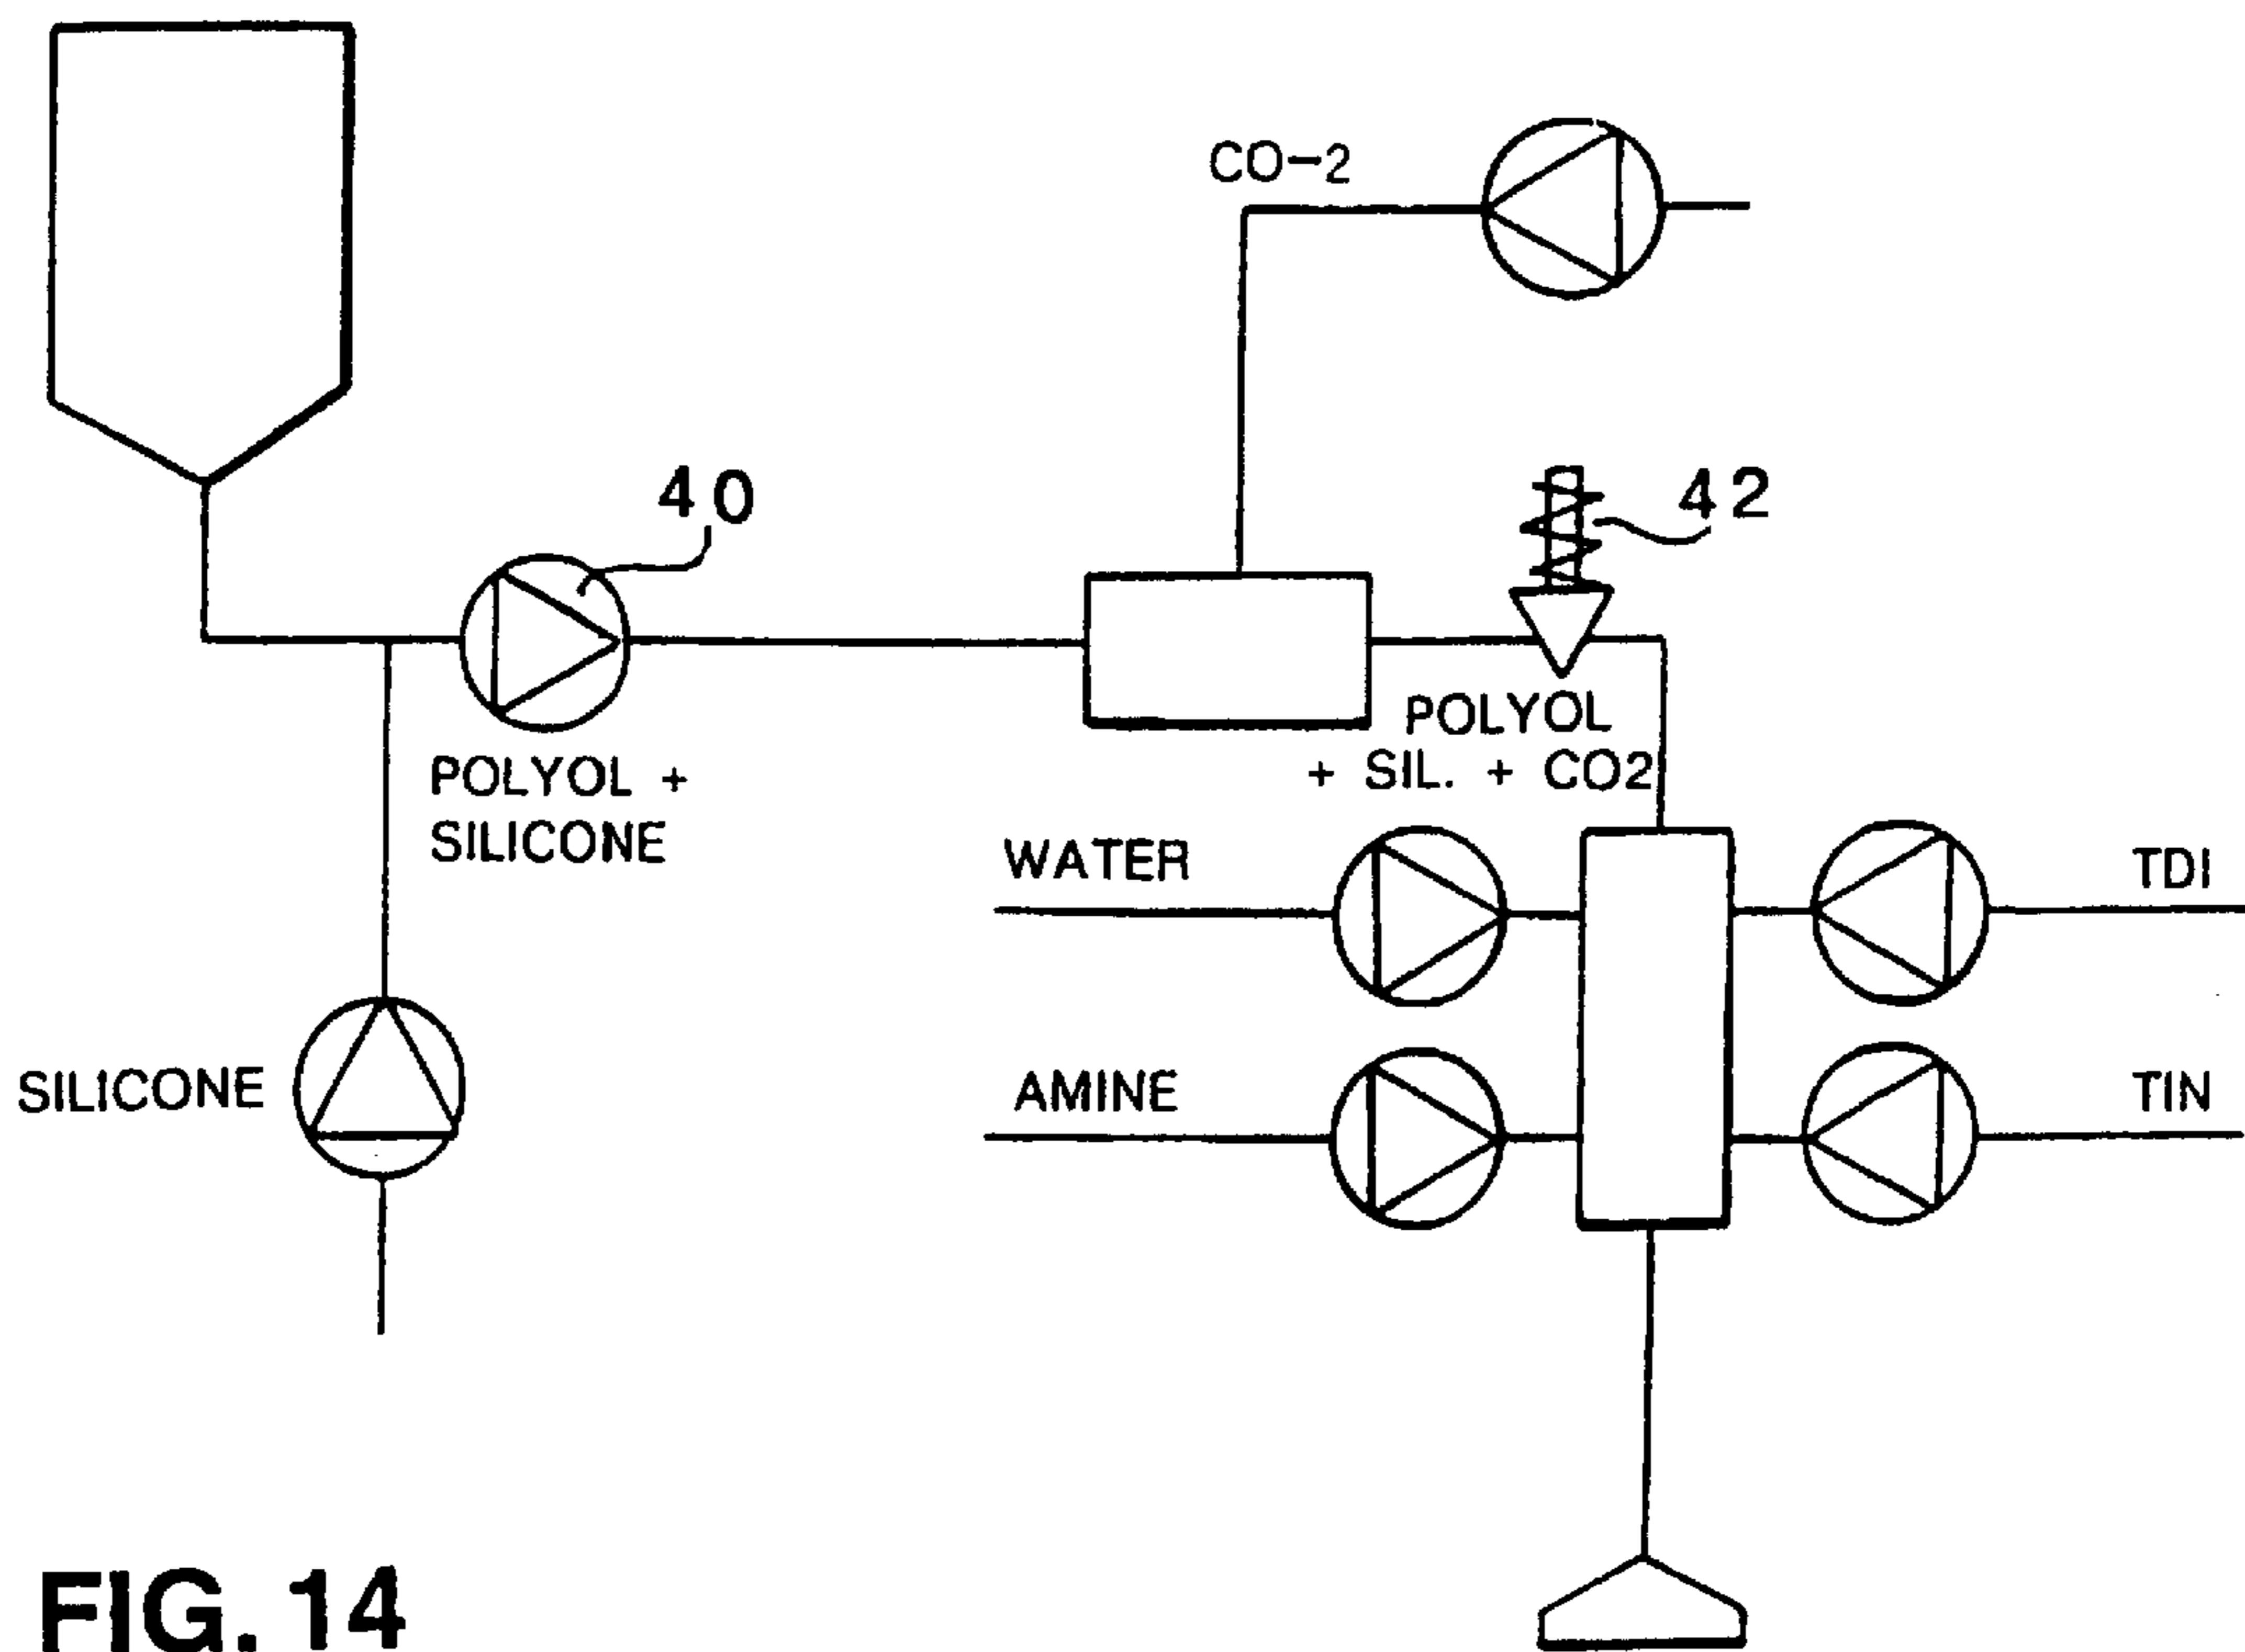 CO-2
40
42
POLYOL
+ SIL. + CO2
POLYOL +
SILICONE
WATER
TDI
SILICONE
AMINE
TIN
FIG. 14